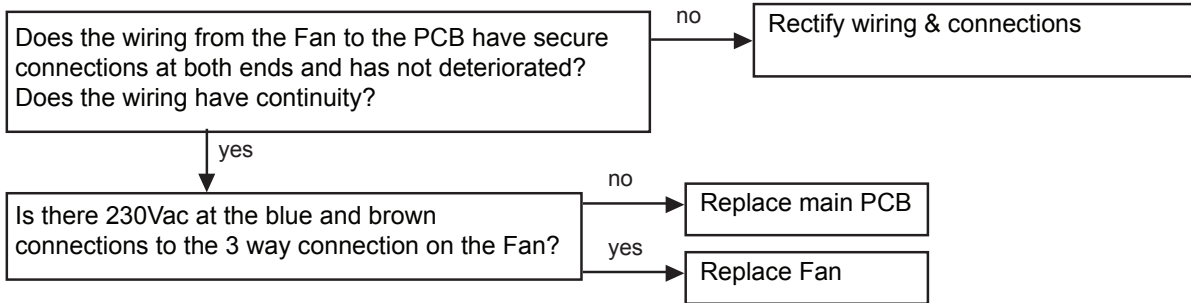 Does the wiring from the Fan to the PCB have secure
connections at both ends and has not deteriorated?
Does the wiring have continuity?
no
Rectify wiring & connections
yes
Is there 230Vac at the blue and brown
connections to the 3 way connection on the Fan?
no
Replace main PCB
yes
Replace Fan